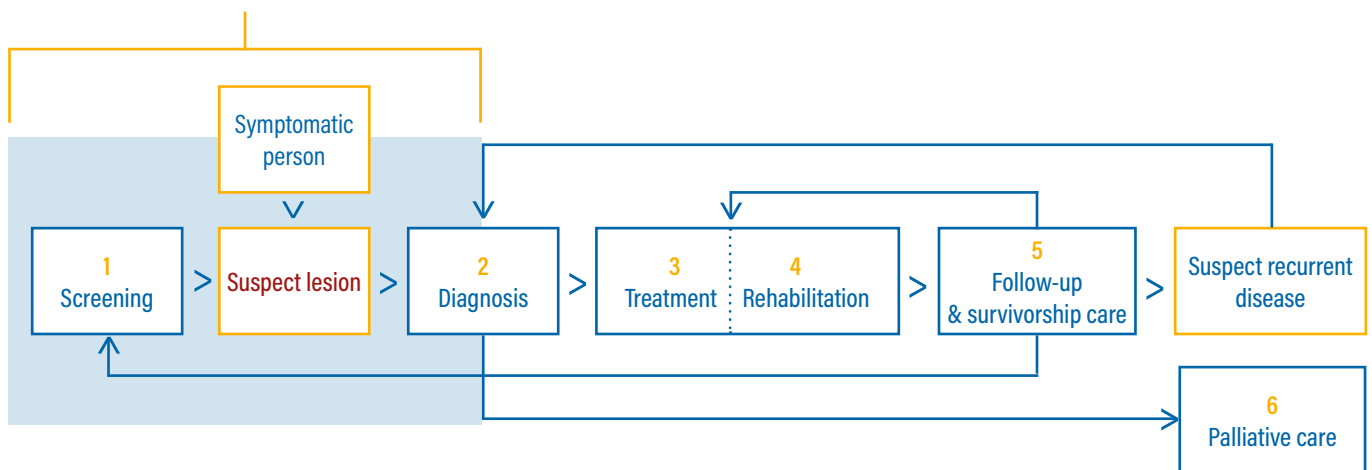 Symptomatic
person
1
Screening
>
Suspect lesion
>
2
Diagnosis
>
3
Treatment
4
Rehabilitation
>
5
Follow-up
& survivorship care
>
Suspect recurrent
disease
6
Palliative care